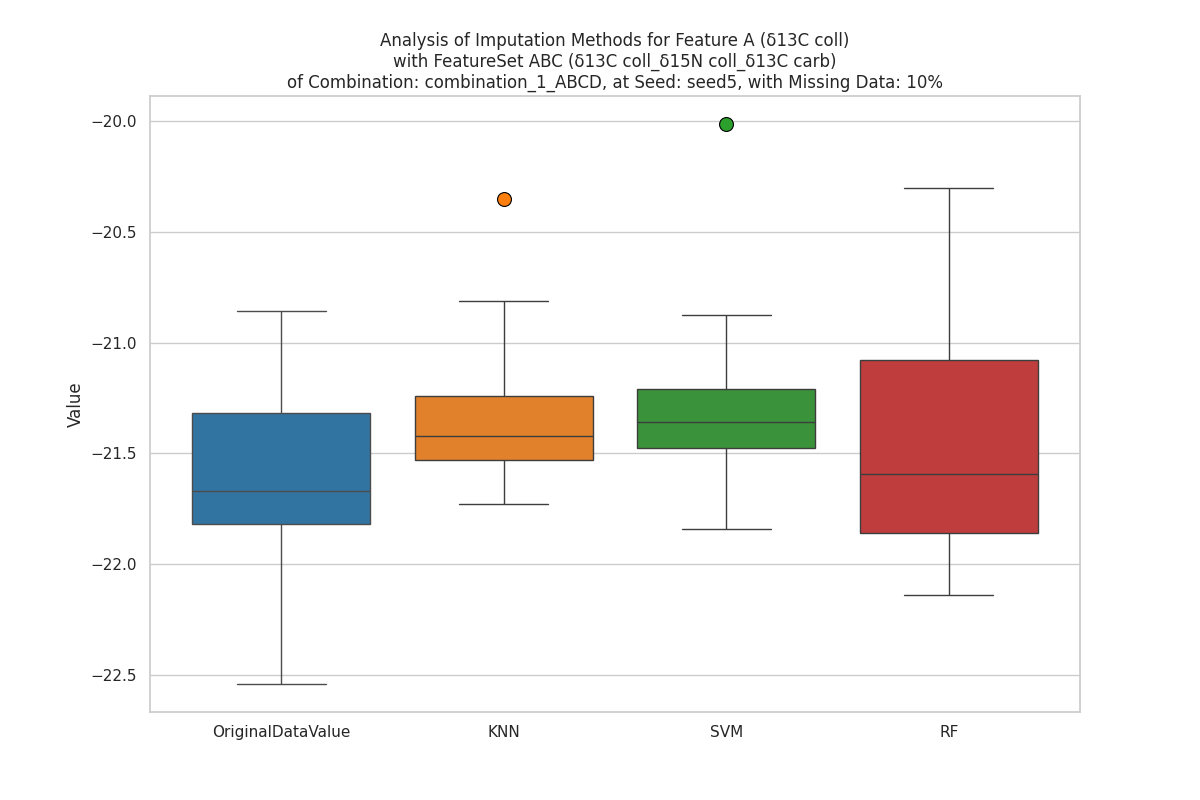 Analysis of Imputation Methods for Feature A (δ13C coll)
with FeatureSet ABC (δ13C coll_δ15N coll_δ13C carb)
of Combination: combination_1_ABCD, at Seed: seed5, with Missing Data: 10%
−20.0
−20.5
−21.0
−21.5
−22.0
−22.5
Value
OriginalDataValue
KNN
SVM
RF